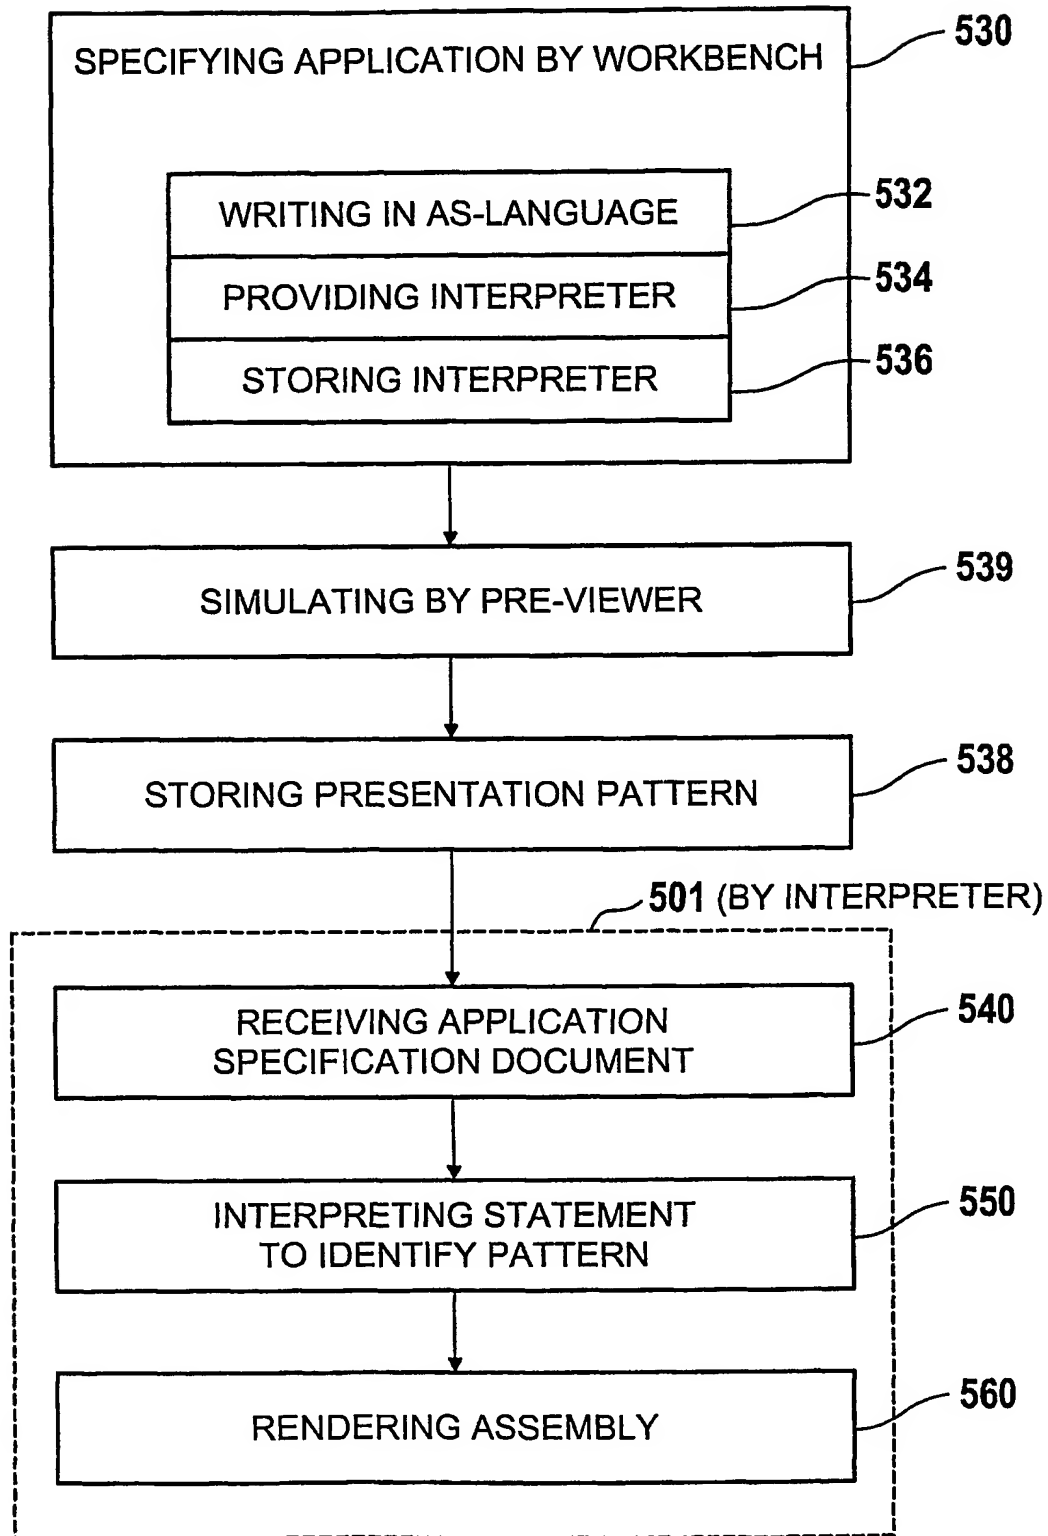 530
SPECIFYING APPLICATION BY WORKBENCH
532
WRITING IN AS-LANGUAGE
534
PROVIDING INTERPRETER
536
STORING INTERPRETER
539
SIMULATING BY PRE-VIEWER
538
STORING PRESENTATION PATTERN
501 (BY INTERPRETER)
540
RECEIVING APPLICATION
SPECIFICATION DOCUMENT
550
INTERPRETING STATEMENT
TO IDENTIFY PATTERN
560
RENDERING ASSEMBLY